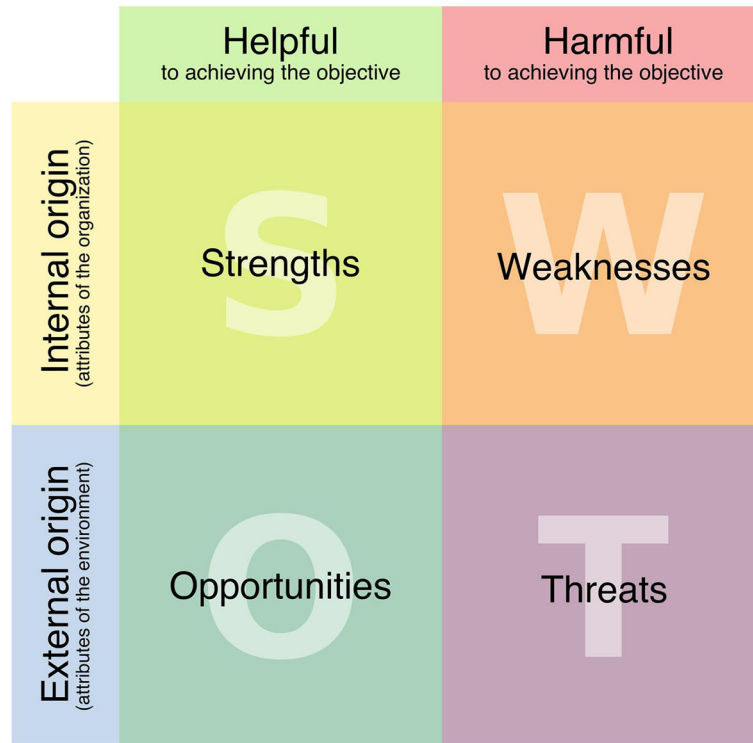 Helpful
to achieving the objective
Harmful
to achieving the objective
Internal origin
(attributes of the organization)
S
Strengths
W
Weaknesses
External origin
(attributes of the environment)
O
Opportunities
T
Threats